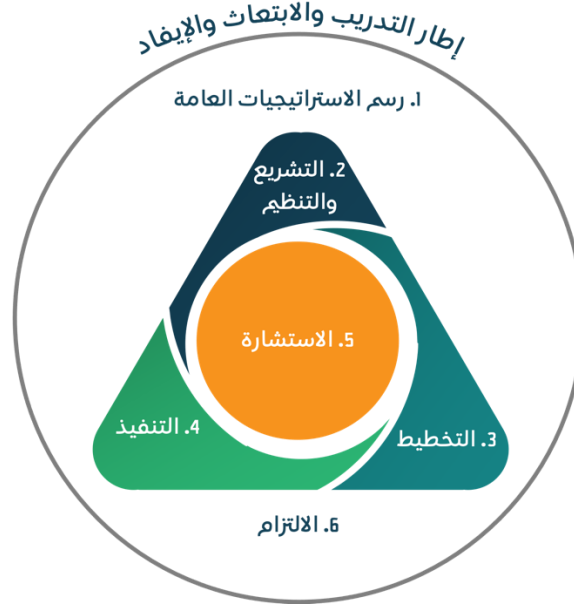 إطار التدريب والابتعاث والإيفاد
1. رسم الاستراتيجيات العامة
2. التشريع
والتنظيم
3. التخطيط
4. التنفيذ
5. الاستشارة
6. الالتزام